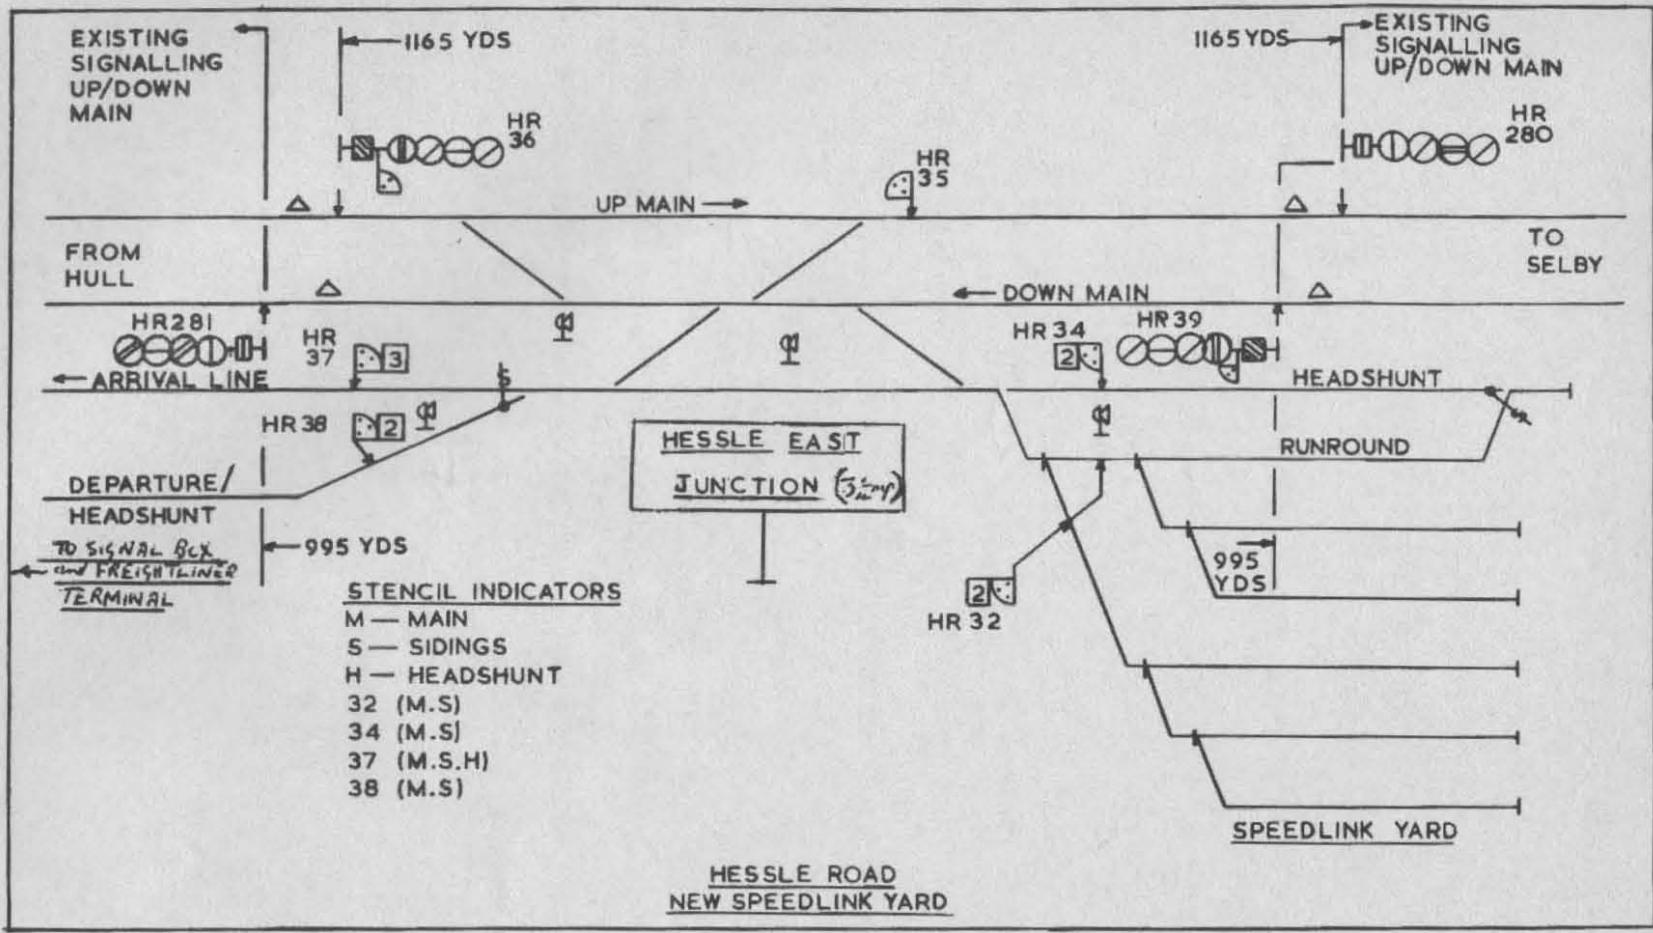 EXISTING
SIGNALLING
UP/DOWN
MAIN
1165 YDS
HR
36
1165 YDS
EXISTING
SIGNALLING
UP/DOWN MAIN
HR
280
HR
35
UP MAIN
FROM
HULL
TO
SELBY
DOWN MAIN
HR281
HR
37
3
HR 34
2
HR 39
ARRIVAL LINE
HEADSHUNT
S
HR38
2
HESSLE EAST
JUNCTION
RUNROUND
DEPARTURE/
HEADSHUNT
TO SIGNAL BOX
and FREIGHTLINER
TERMINAL
995 YDS
995
YDS
2
HR 32
STENCIL INDICATORS
M — MAIN
S — SIDINGS
H — HEADSHUNT
32 (M.S)
34 (M.S)
37 (M.S.H)
38 (M.S)
SPEEDLINK YARD
HESSLE ROAD
NEW SPEEDLINK YARD